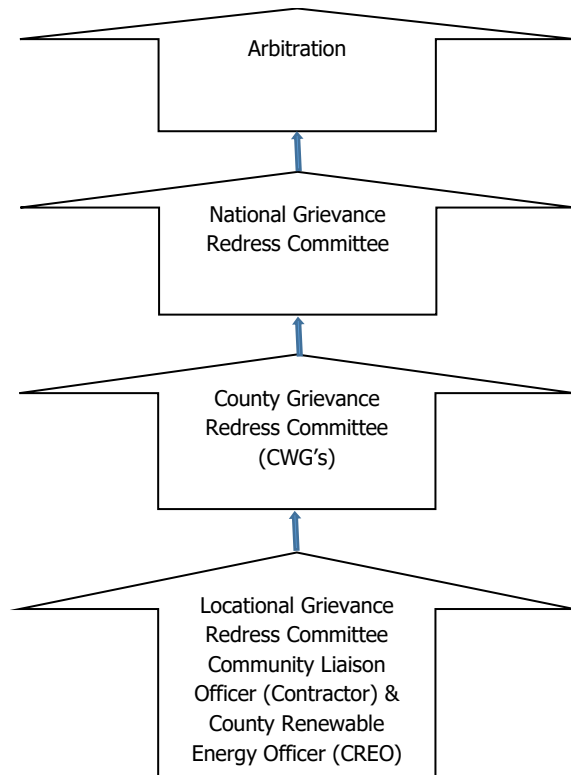 Arbitration
National Grievance
Redress Committee
County Grievance
Redress Committee
(CWG’s)
Locational Grievance
Redress Committee
Community Liaison
Officer (Contractor) &
County Renewable
Energy Officer (CREO)